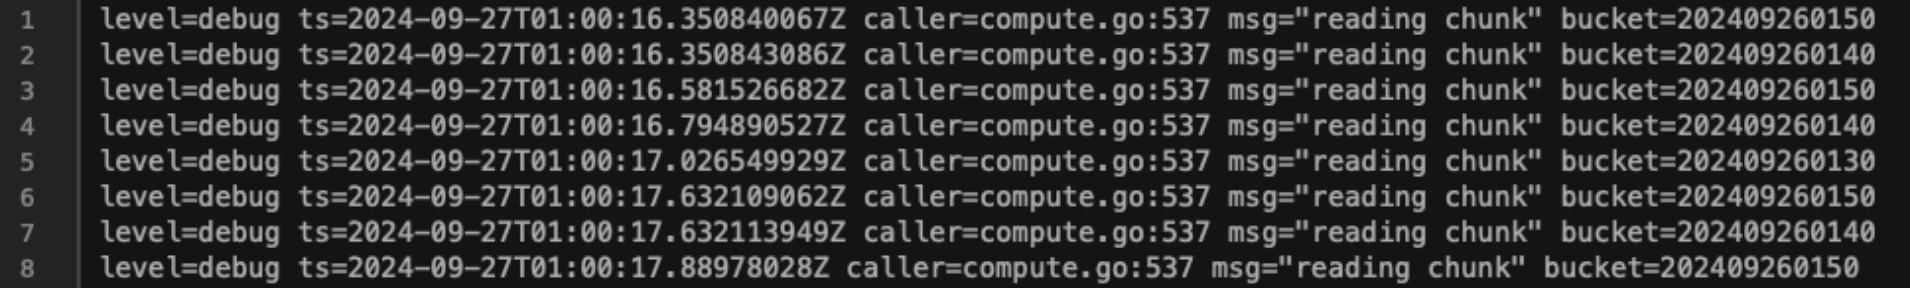 1 level=debug ts=2024-09-27T01:00:16.350840067Z caller=compute.go:537 msg="reading chunk" bucket=202409260150
2 level=debug ts=2024-09-27T01:00:16.350843086Z caller=compute.go:537 msg="reading chunk" bucket=202409260140
3 level=debug ts=2024-09-27T01:00:16.581526682Z caller=compute.go:537 msg="reading chunk" bucket=202409260150
4 level=debug ts=2024-09-27T01:00:16.794890527Z caller=compute.go:537 msg="reading chunk" bucket=202409260140
5 level=debug ts=2024-09-27T01:00:17.026549929Z caller=compute.go:537 msg="reading chunk" bucket=202409260130
6 level=debug ts=2024-09-27T01:00:17.632109062Z caller=compute.go:537 msg="reading chunk" bucket=202409260150
7 level=debug ts=2024-09-27T01:00:17.632113949Z caller=compute.go:537 msg="reading chunk" bucket=202409260140
8 level=debug ts=2024-09-27T01:00:17.88978028Z caller=compute.go:537 msg="reading chunk" bucket=202409260150